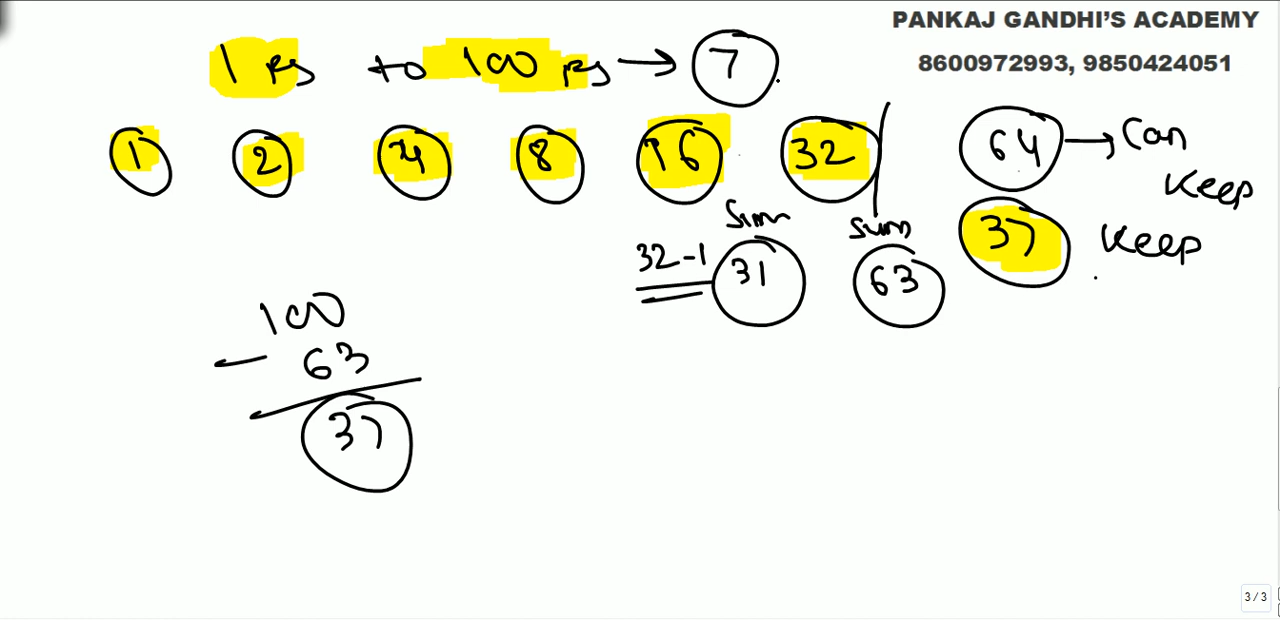 PANKAJ GANDHI'S ACADEMY
8600972993, 9850424051
1 Rs to 100 Rs → 7
1 2 4 8 16 32 64 → Can Keep
Sum Sum
32-1 31 63 37 Keep
100
- 63
37
3 / 3